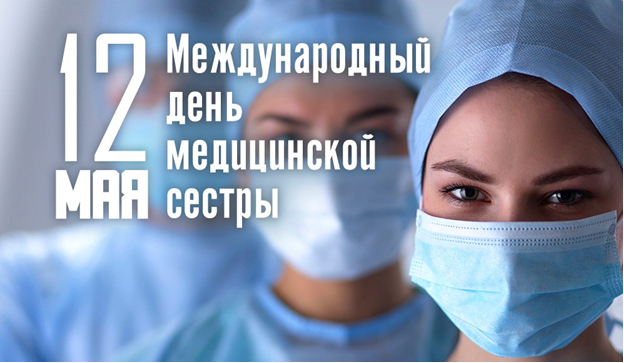 12
МАЯ
Международный
день
медицинской
сестры